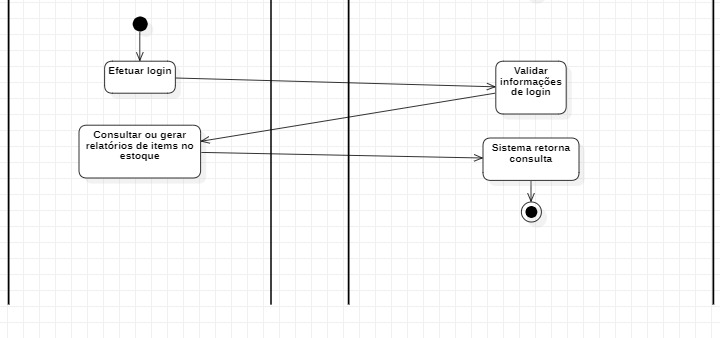 Efetuar login
Validar
informações
de login
Consultar ou gerar
relatórios de items no
estoque
Sistema retorna
consulta